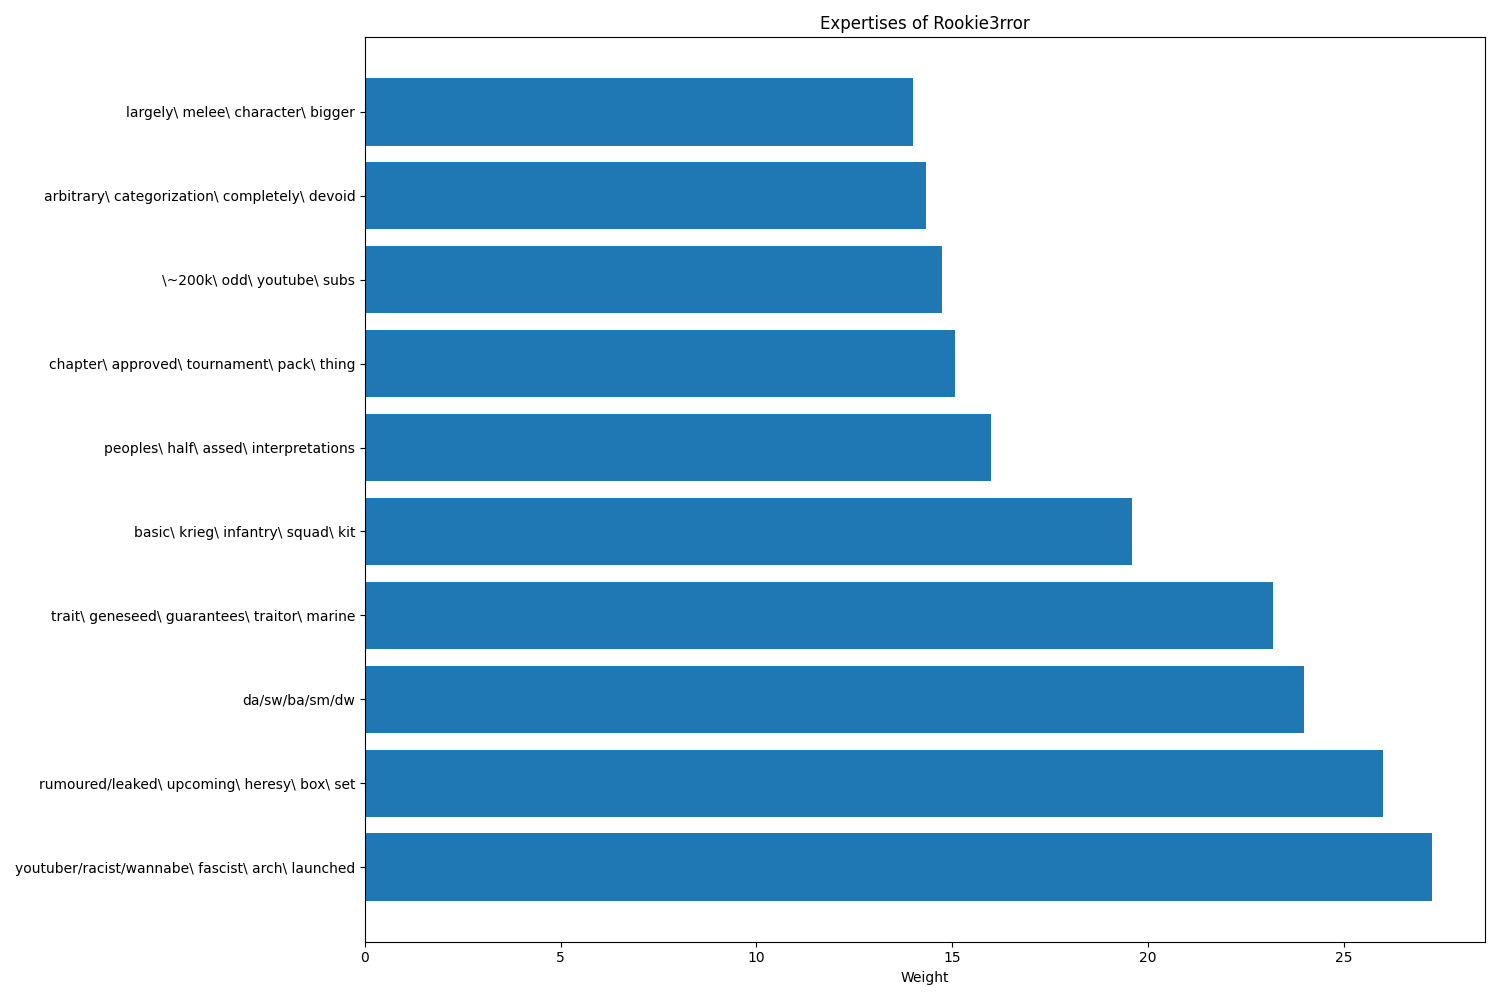 Expertises of Rookie3rror
largely\ melee\ character\ bigger
arbitrary\ categorization\ completely\ devoid
\~200k\ odd\ youtube\ subs
chapter\ approved\ tournament\ pack\ thing
peoples\ half\ assed\ interpretations
basic\ krieg\ infantry\ squad\ kit
trait\ geneseed\ guarantees\ traitor\ marine
da/sw/ba/sm/dw
rumoured/leaked\ upcoming\ heresy\ box\ set
youtuber/racist/wannabe\ fascist\ arch\ launched
0 5 10 15 20 25
Weight